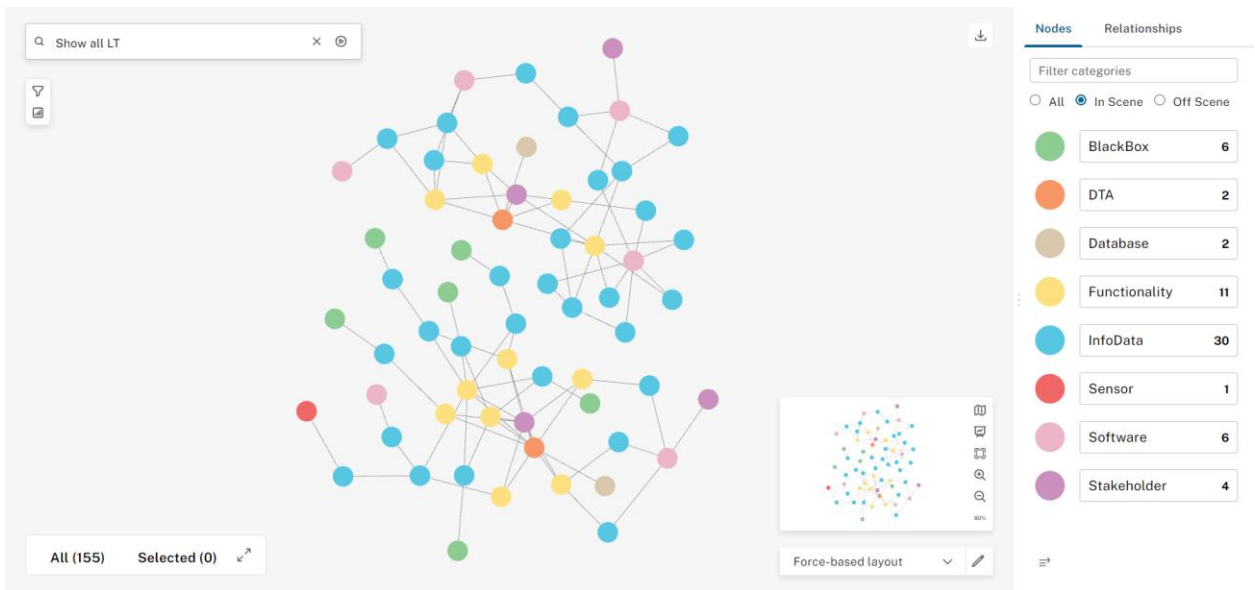 Show all LT
All (155) Selected (0)
80%
Force-based layout
Nodes Relationships
Filter categories
All In Scene Off Scene
BlackBox 6
DTA 2
Database 2
Functionality 11
InfoData 30
Sensor 1
Software 6
Stakeholder 4